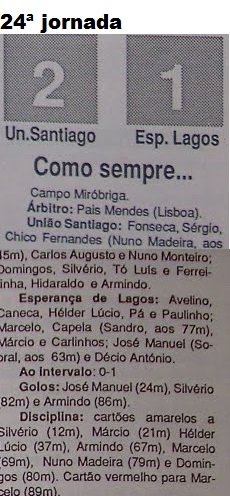 24ª jornada
2 1
Un.Santiago Esp. Lagos
Como sempre...
Campo Miróbriga.
Árbitro: Pais Mendes (Lisboa).
União Santiago: Fonseca, Sérgio,
Chico Fernandes (Nuno Madeira, aos
45m), Carlos Augusto e Nuno Monteiro;
Domingos, Silvério, Tó Luís e Ferrei-
inha, Hidaraldo e Armindo.
Esperança de Lagos: Avelino,
Caneca, Hélder Lúcio, Pá e Paulinho;
Marcelo, Capela (Sandro, aos 77m),
Márcio e Carlinhos; José Manuel (So-
bral, aos 63m) e Décio António.
Ao intervalo: 0-1
Golos: José Manuel (24m), Silvério
(82m) e Armindo (86m).
Disciplina: cartões amarelos a
Silvério (12m), Márcio (21m) Hélder
Lúcio (37m), Armindo (67m), Marcelo
(69m), Nuno Madeira (79m) e Domin-
gos (80m). Cartão vermelho para Mar-
celo (89m).